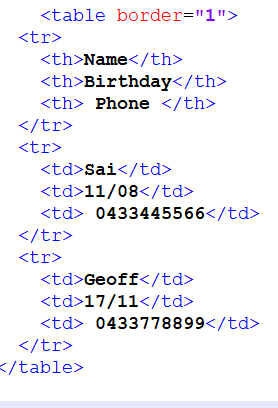 <table border="1">
<tr>
<th>Name</th>
<th>Birthday</th>
<th> Phone </th>
</tr>
<tr>
<td>Sai</td>
<td>11/08</td>
<td> 0433445566</td>
</tr>
<tr>
<td>Geoff</td>
<td>17/11</td>
<td> 0433778899</td>
</tr>
</table>